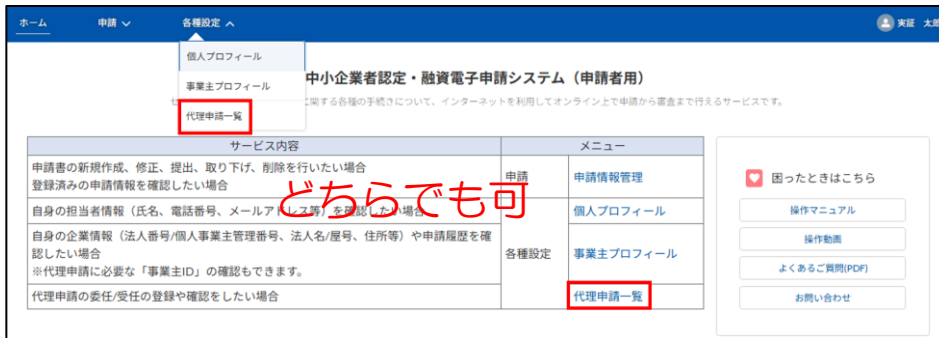 ホーム 申請 各種設定 実証 太郎
個人プロフィール
事業主プロフィール
代理申請一覧
中小企業者認定・融資電子申請システム（申請者用）
に関する各種の手続きについて、インターネットを利用してオンライン上で申請から審査まで行えるサービスです。
サービス内容 メニュー
申請書の新規作成、修正、提出、取り下げ、削除を行いたい場合
登録済みの申請情報を確認したい場合
申請 申請情報管理
どちらでも可
自身の担当者情報（氏名、電話番号、メールアドレス等）を確認したい場合
個人プロフィール
自身の企業情報（法人番号/個人事業主管理番号、法人名/屋号、住所等）や申請履歴を確
認したい場合
※代理申請に必要な「事業主ID」の確認もできます。
各種設定 事業主プロフィール
代理申請の委任/受任の登録や確認をしたい場合
代理申請一覧
困ったときはこちら
操作マニュアル
操作動画
よくあるご質問(PDF)
お問い合わせ